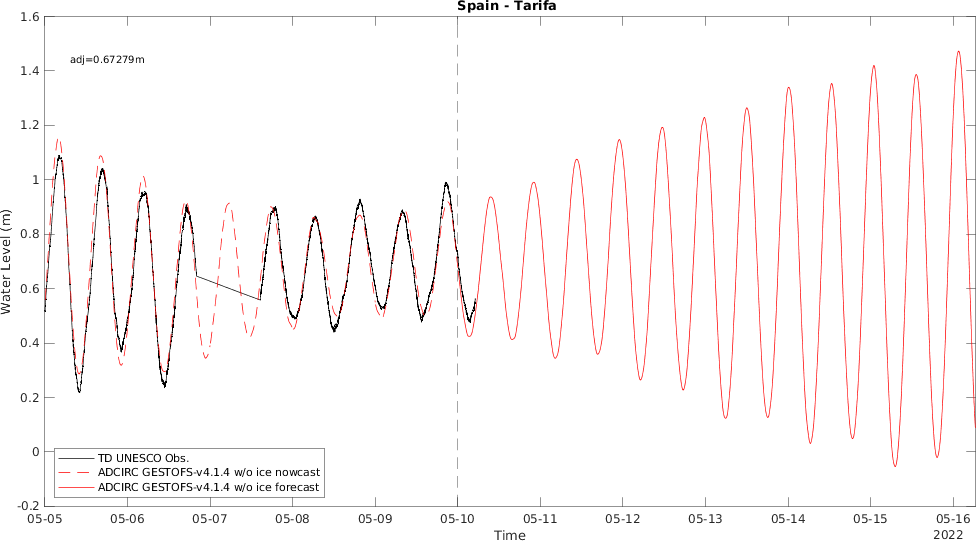 Spain - Tarifa
adj=0.67279m
1.6
1.4
1.2
1
0.8
0.6
0.4
0.2
0
-0.2
Water Level (m)
TD UNESCO Obs.
ADCIRC GESTOFS-v4.1.4 w/o ice nowcast
ADCIRC GESTOFS-v4.1.4 w/o ice forecast
05-05 05-06 05-07 05-08 05-09 05-10 05-11 05-12 05-13 05-14 05-15 05-16
Time
2022